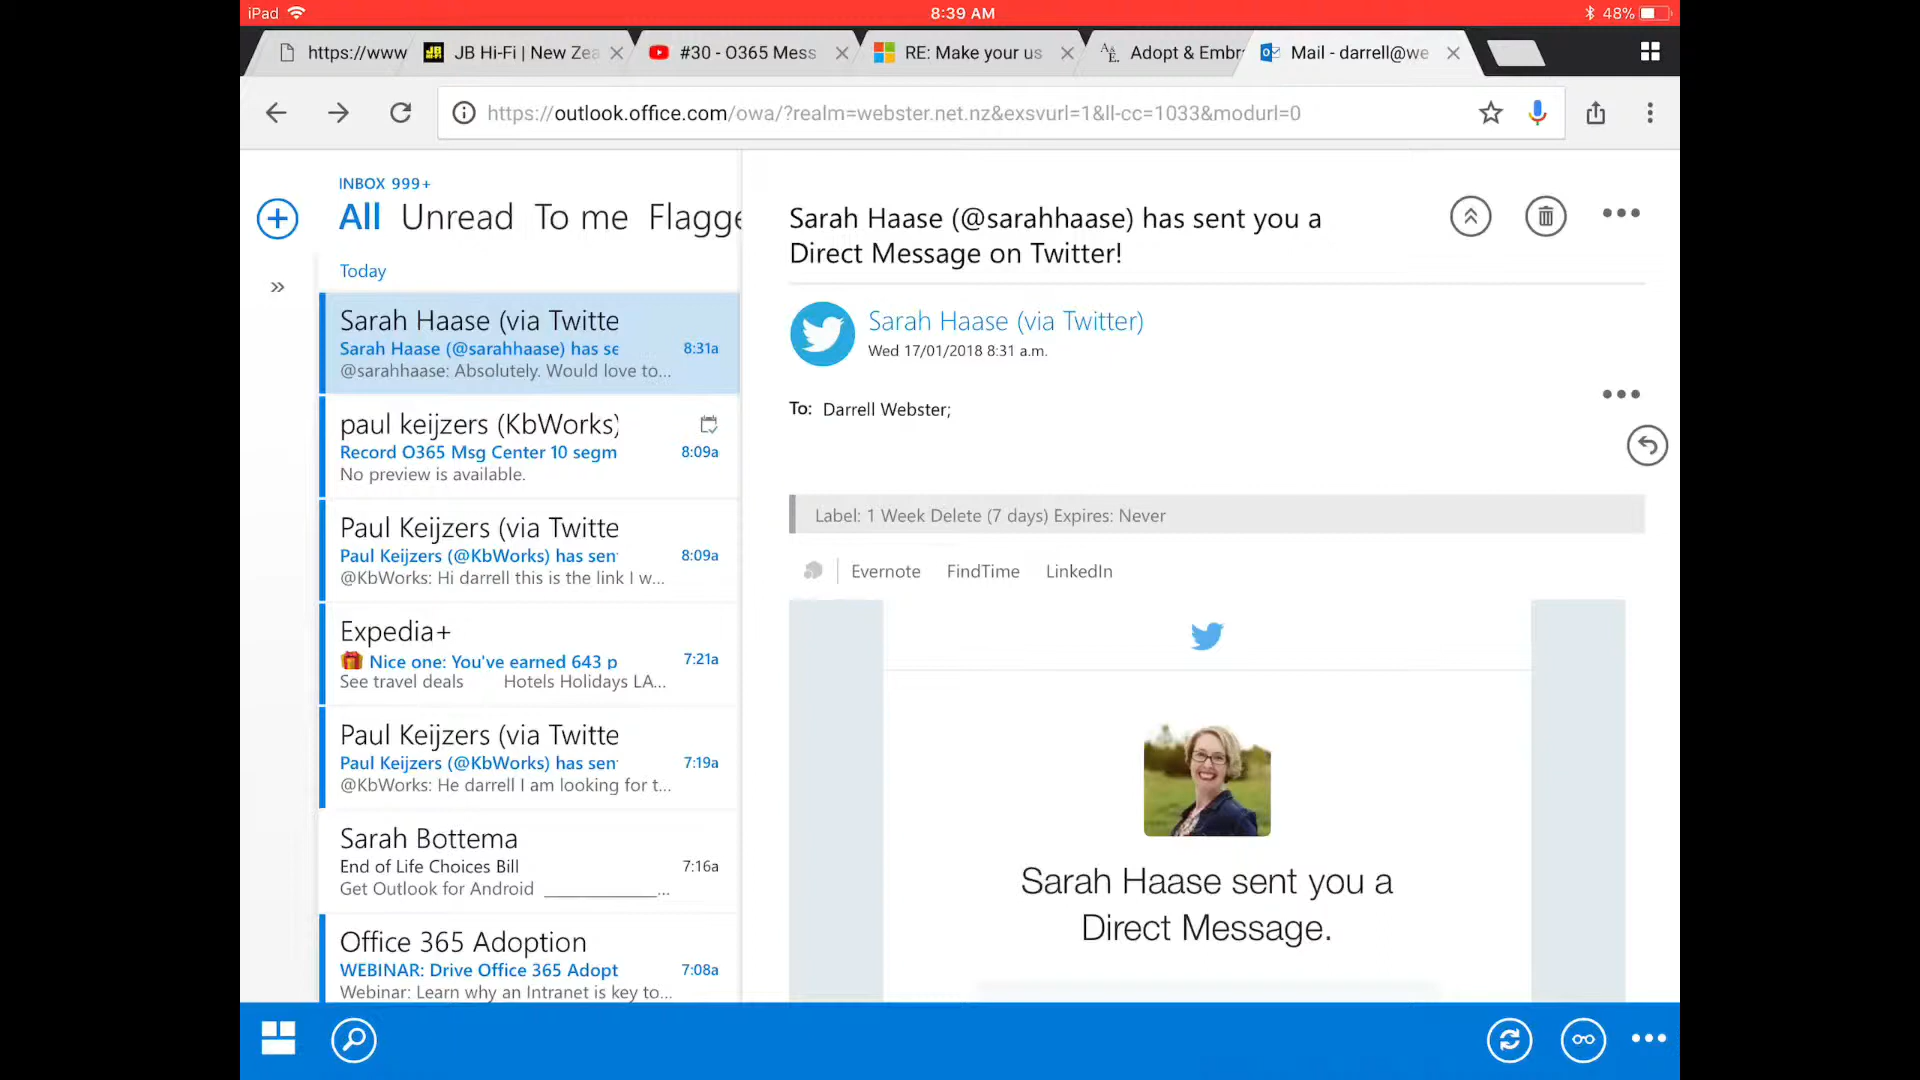 iPad
8:39 AM
48%
https://www
JB Hi-Fi | New Zea
#30 - O365 Mess
RE: Make your us
Adopt & Embr
Mail - darrell@we
https://outlook.office.com/owa/?realm=webster.net.nz&exsvurl=1&ll-cc=1033&modurl=0
INBOX 999+
All Unread To me Flagge
Today
Sarah Haase (via Twitte
Sarah Haase (@sarahhaase) has se 8:31a
@sarahhaase: Absolutely. Would love to...
paul keijzers (KbWorks)
Record O365 Msg Center 10 segm 8:09a
No preview is available.
Paul Keijzers (via Twitte
Paul Keijzers (@KbWorks) has sen 8:09a
@KbWorks: Hi darrell this is the link I w...
Expedia+
Nice one: You've earned 643 p 7:21a
See travel deals Hotels Holidays LA...
Paul Keijzers (via Twitte
Paul Keijzers (@KbWorks) has sen 7:19a
@KbWorks: He darrell I am looking for t...
Sarah Bottema
End of Life Choices Bill 7:16a
Get Outlook for Android ____________...
Office 365 Adoption
WEBINAR: Drive Office 365 Adopt 7:08a
Webinar: Learn why an Intranet is key to...
Sarah Haase (@sarahhaase) has sent you a
Direct Message on Twitter!
Sarah Haase (via Twitter)
Wed 17/01/2018 8:31 a.m.
To: Darrell Webster;
Label: 1 Week Delete (7 days) Expires: Never
Evernote FindTime LinkedIn
Sarah Haase sent you a
Direct Message.